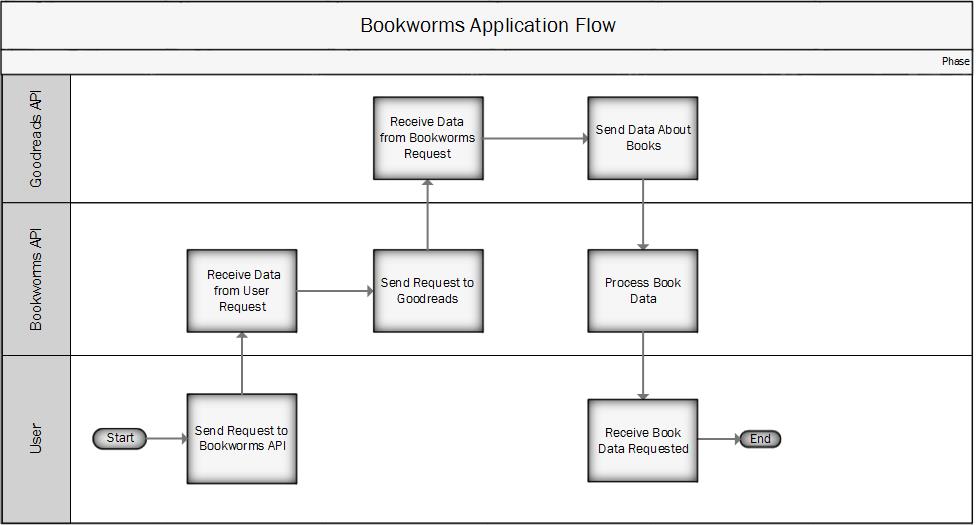 Bookworms Application Flow
Phase
Goodreads API
Receive Data
from Bookworms
Request
Send Data About
Books
Bookworms API
Receive Data
from User
Request
Send Request to
Goodreads
Process Book
Data
User
Start
Send Request to
Bookworms API
Receive Book
Data Requested
End